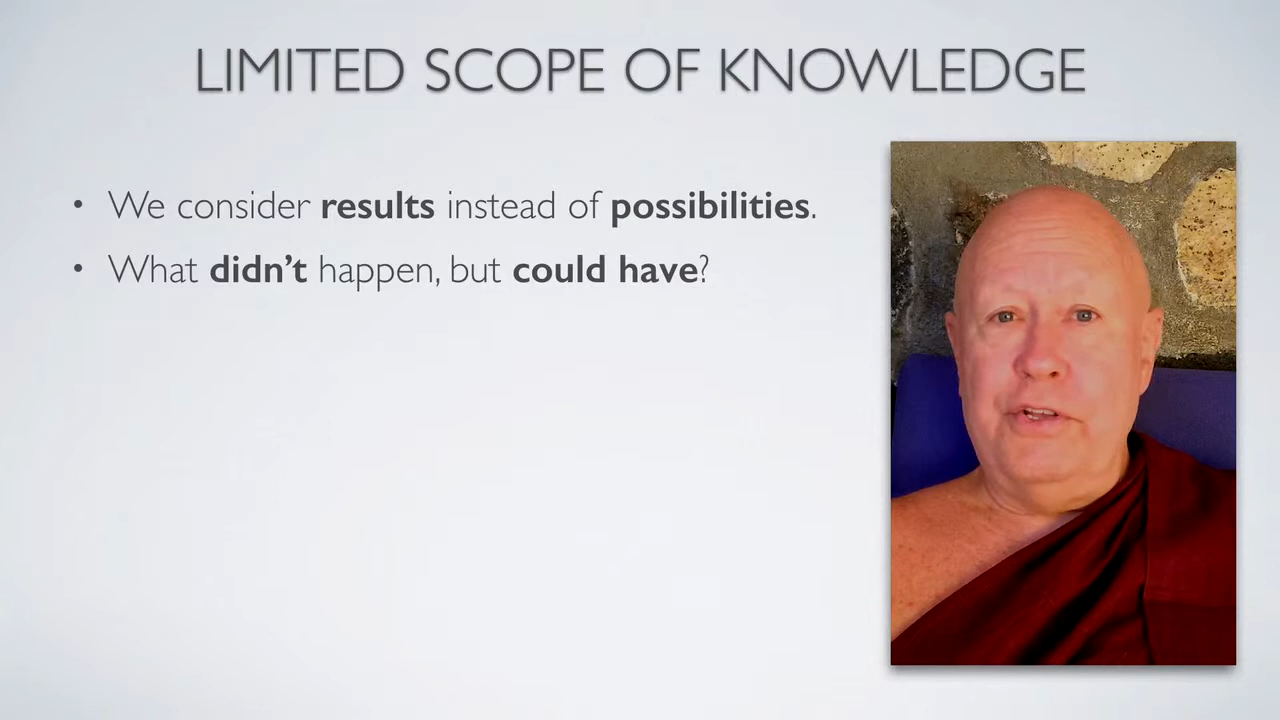 LIMITED SCOPE OF KNOWLEDGE
• We consider results instead of possibilities.
• What didn’t happen, but could have?